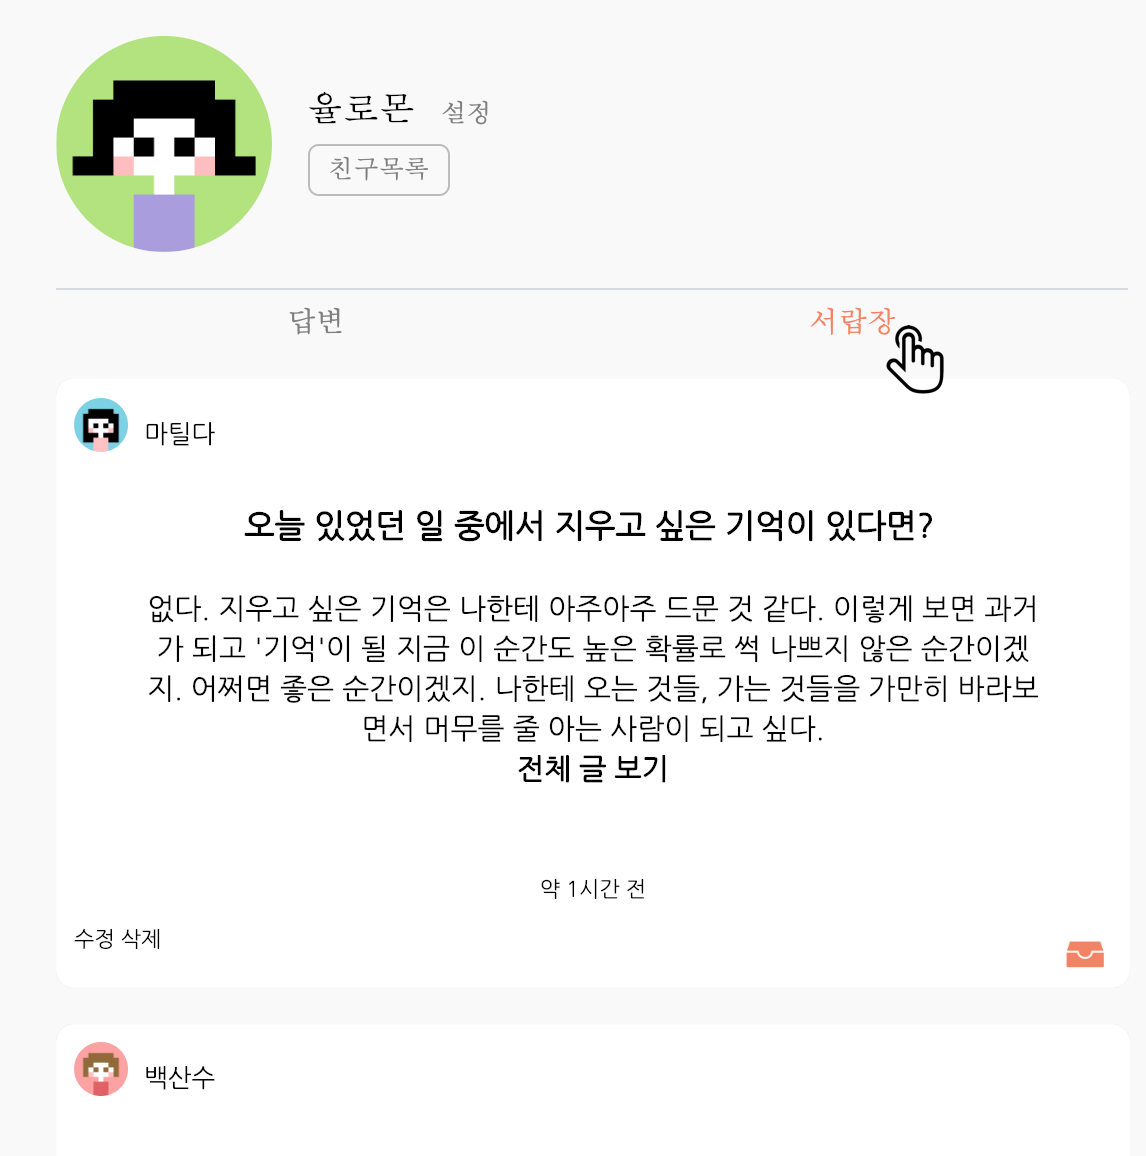 율로몬 설정
친구목록
답변 서랍장
마틸다
오늘 있었던 일 중에서 지우고 싶은 기억이 있다면?
없다. 지우고 싶은 기억은 나한테 아주아주 드문 것 같다. 이렇게 보면 과거
가 되고 '기억'이 될 지금 이 순간도 높은 확률로 썩 나쁘지 않은 순간이겠
지. 어쩌면 좋은 순간이겠지. 나한테 오는 것들, 가는 것들을 가만히 바라보
면서 머무를 줄 아는 사람이 되고 싶다.
전체 글 보기
약 1시간 전
수정 삭제
백산수